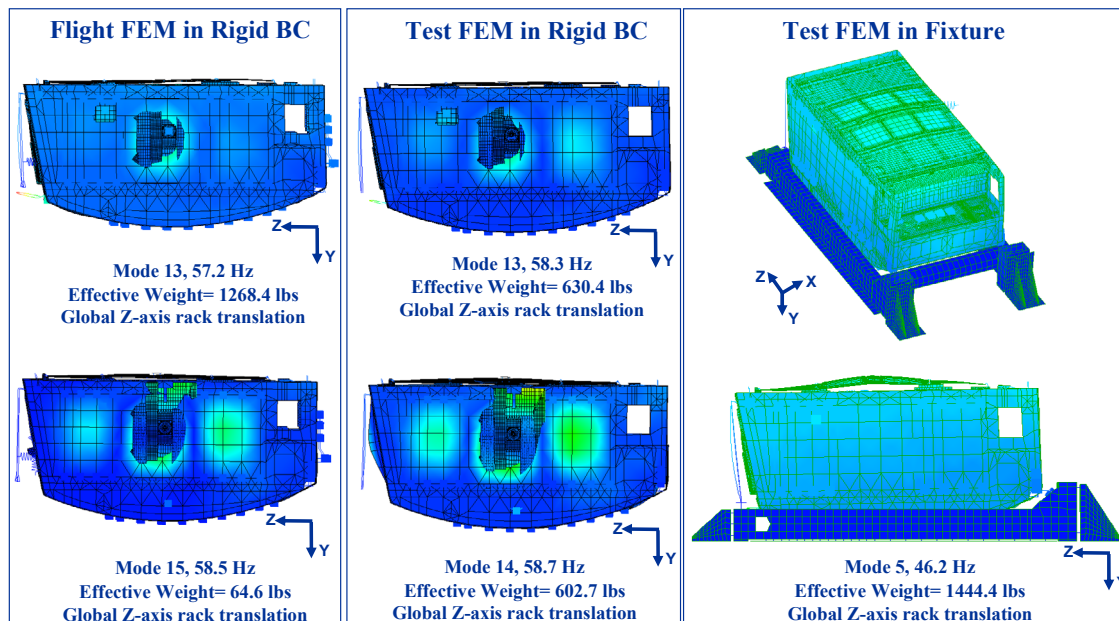 Flight FEM in Rigid BC
Z
Y
Mode 13, 57.2 Hz
Effective Weight= 1268.4 lbs
Global Z-axis rack translation
Z
Y
Mode 15, 58.5 Hz
Effective Weight= 64.6 lbs
Global Z-axis rack translation
Test FEM in Rigid BC
Z
Y
Mode 13, 58.3 Hz
Effective Weight= 630.4 lbs
Global Z-axis rack translation
Z
Y
Mode 14, 58.7 Hz
Effective Weight= 602.7 lbs
Global Z-axis rack translation
Test FEM in Fixture
Z
X
Y
Z
Y
Mode 5, 46.2 Hz
Effective Weight= 1444.4 lbs
Global Z-axis rack translation